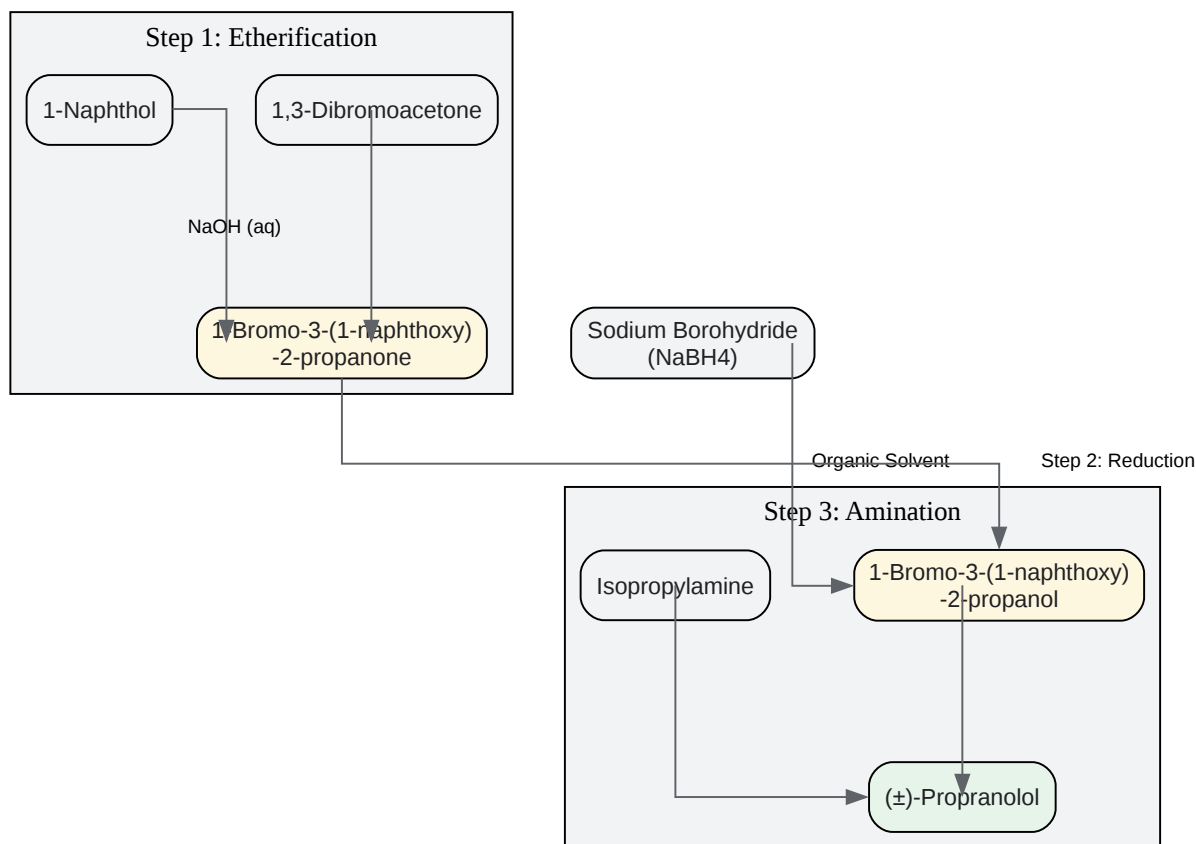 Step 1: Etherification
1-Naphthol
1,3-Dibromoacetone
NaOH (aq)
1-Bromo-3-(1-naphthoxy)
-2-propanone
Sodium Borohydride
(NaBH4)
Organic Solvent
Step 2: Reduction
Step 3: Amination
Isopropylamine
1-Bromo-3-(1-naphthoxy)
-2-propanol
(±)-Propranolol